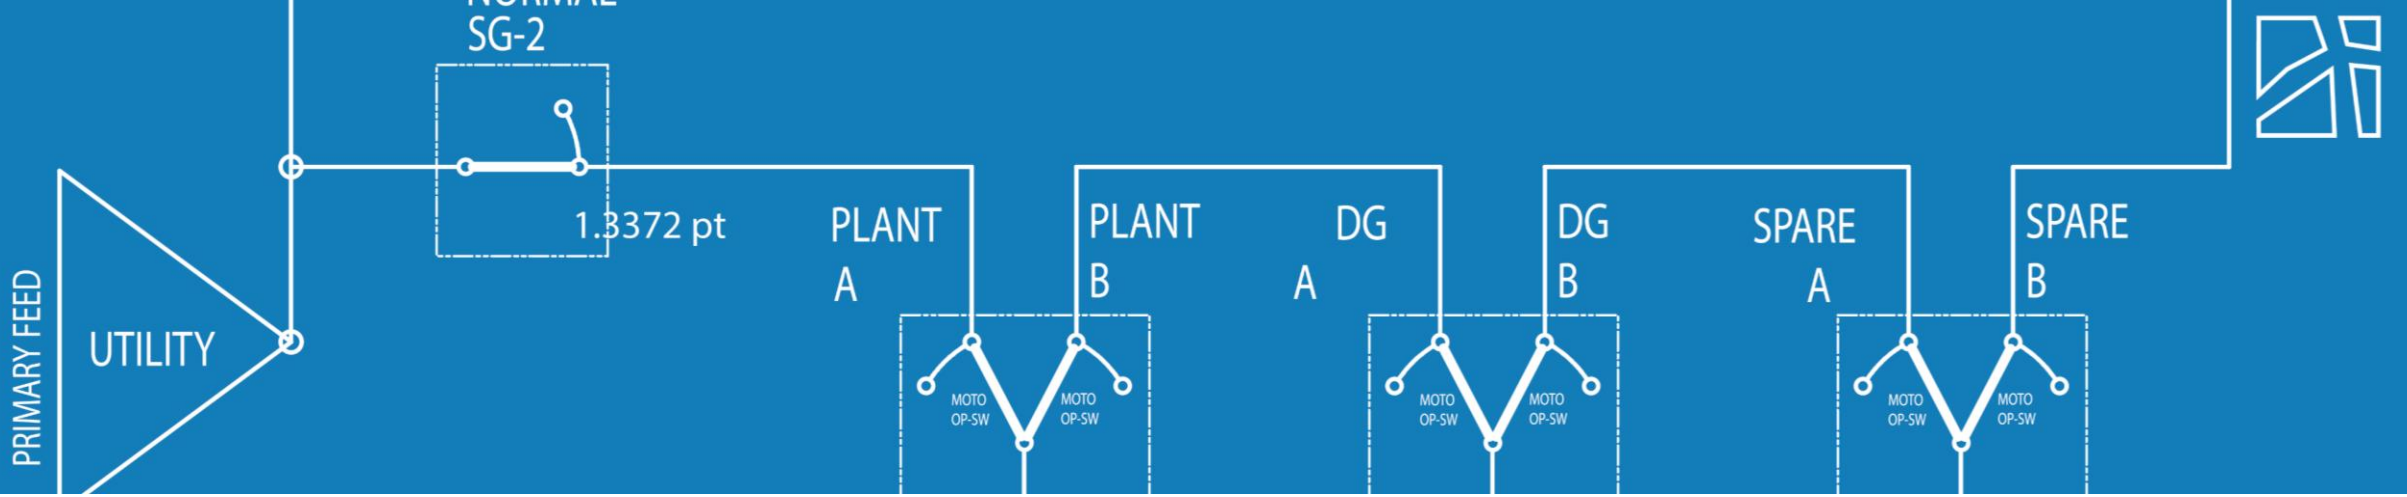 NORMAL
SG-2
1.3372 pt
PLANT
A
PLANT
B
DG
A
DG
B
SPARE
A
SPARE
B
PRIMARY FEED
UTILITY
MOTO
OP-SW
MOTO
OP-SW
MOTO
OP-SW
MOTO
OP-SW
MOTO
OP-SW
MOTO
OP-SW